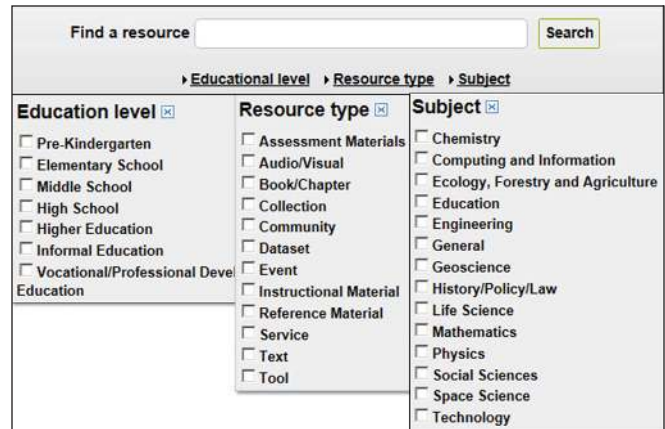 Find a resource
Search
Educational level
Resource type
Subject
Education level
Pre-Kindergarten
Elementary School
Middle School
High School
Higher Education
Informal Education
Vocational/Professional Devel
Education
Resource type
Assessment Materials
Audio/Visual
Book/Chapter
Collection
Community
Dataset
Event
Instructional Material
Reference Material
Service
Text
Tool
Subject
Chemistry
Computing and Information
Ecology, Forestry and Agriculture
Education
Engineering
General
Geoscience
History/Policy/Law
Life Science
Mathematics
Physics
Social Sciences
Space Science
Technology